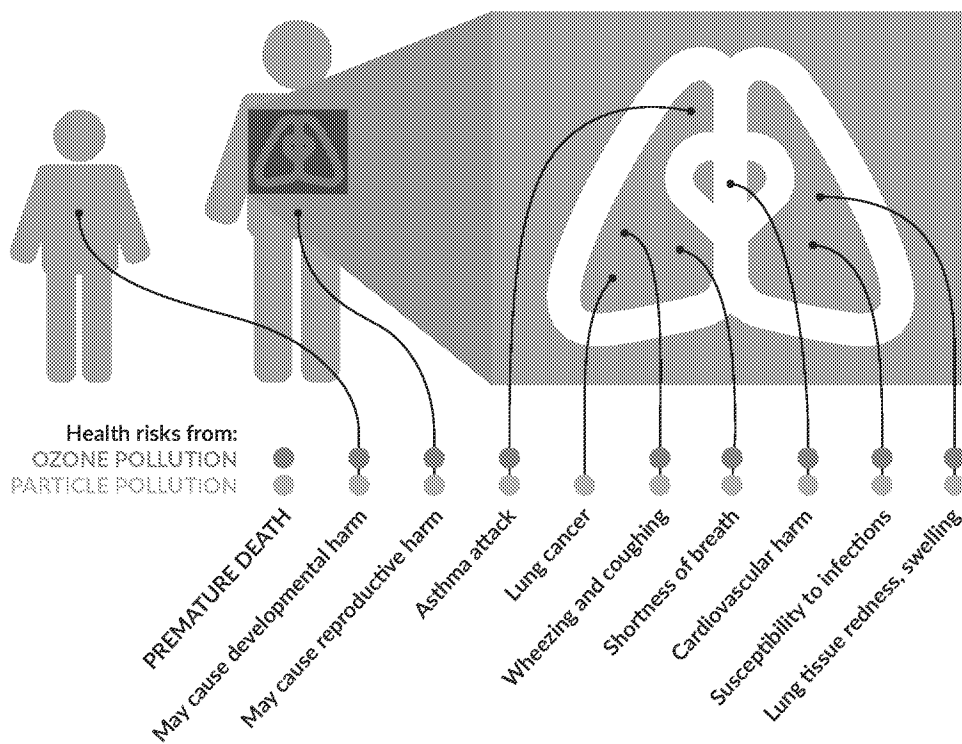 Health risks from:
OZONE POLLUTION
PARTICLE POLLUTION
PREMATURE DEATH
May cause developmental harm
May cause reproductive harm
Asthma attack
Lung cancer
Wheezing and coughing
Shortness of breath
Cardiovascular harm
Susceptibility to infections
Lung tissue redness, swelling